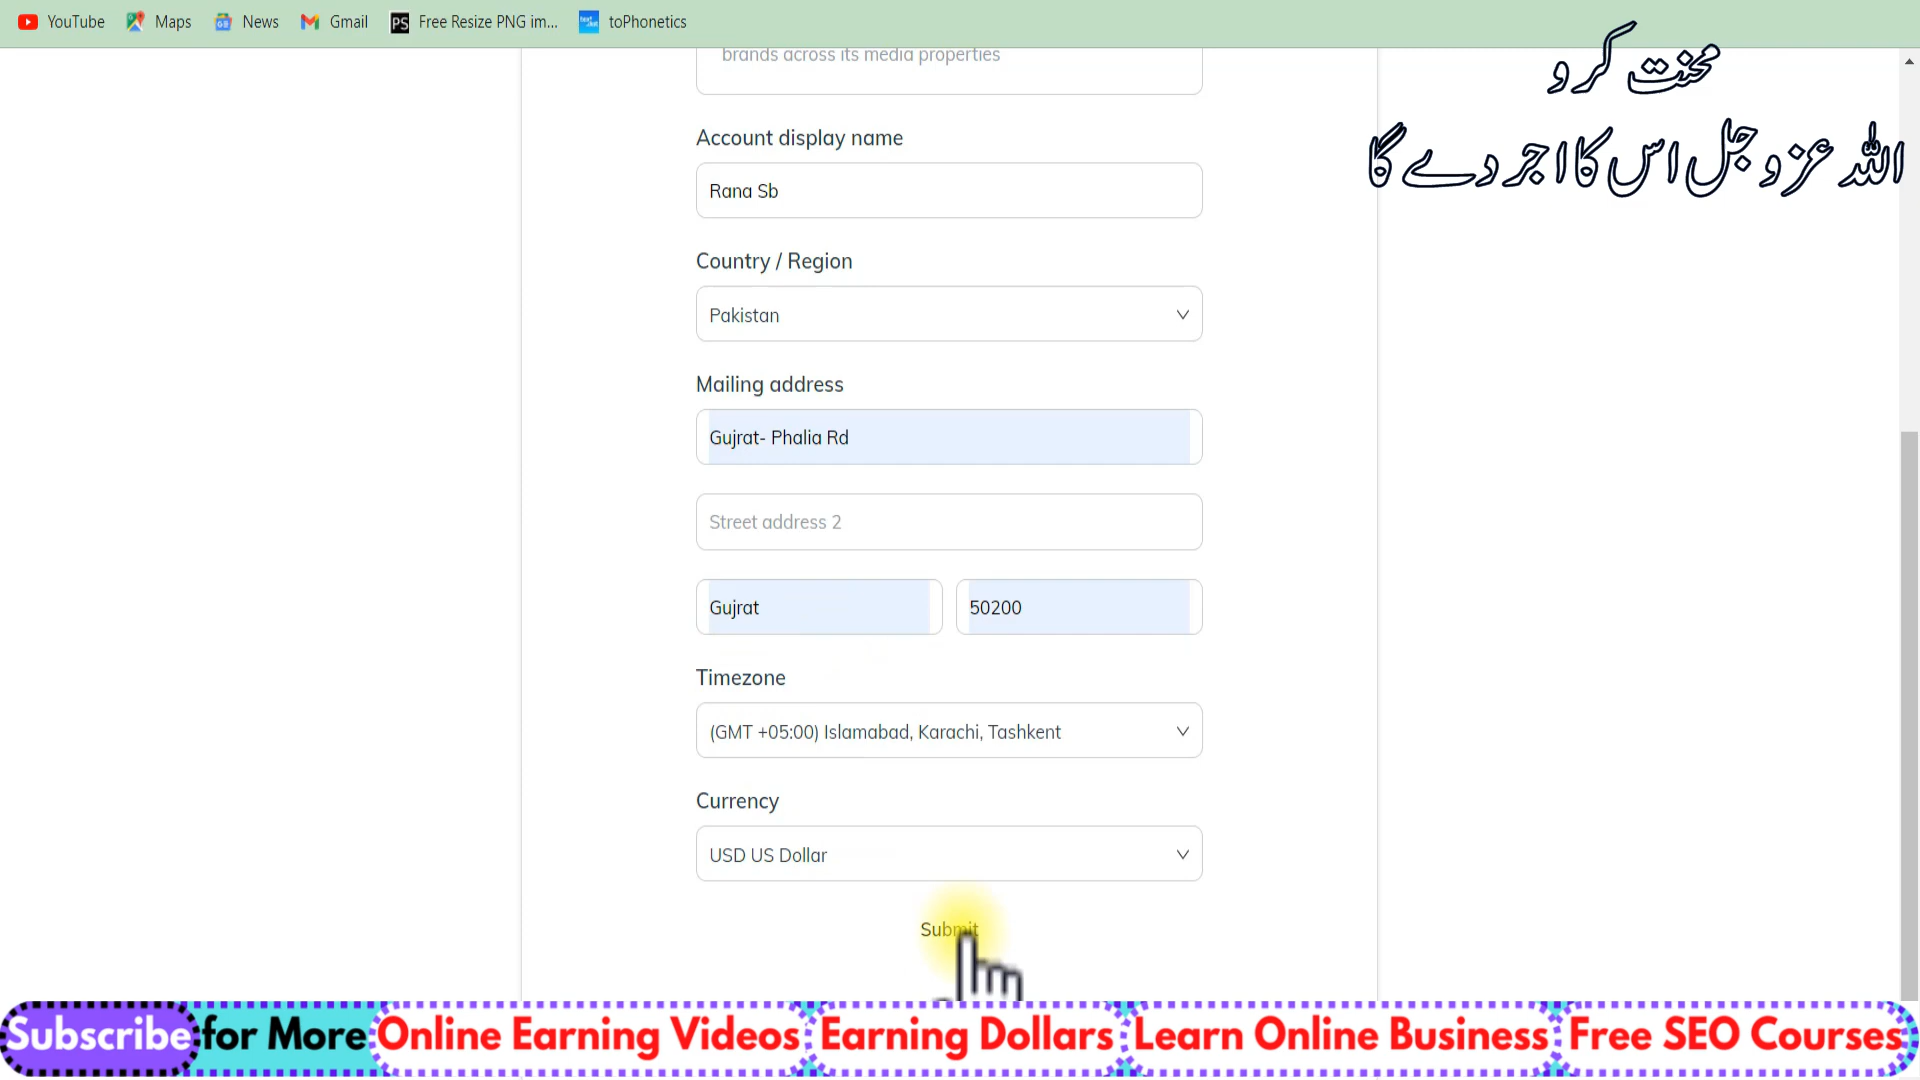 YouTube Maps News Gmail Free Resize PNG im... toPhonetics
محنت کرو
اللہ عزوجل اس کا اجر دے گا
brands across its media properties
Account display name
Rana Sb
Country / Region
Pakistan
Mailing address
Gujrat- Phalia Rd
Street address 2
Gujrat 50200
Timezone
(GMT +05:00) Islamabad, Karachi, Tashkent
Currency
USD US Dollar
Submit
Subscribe for More Online Earning Videos Earning Dollars Learn Online Business Free SEO Courses